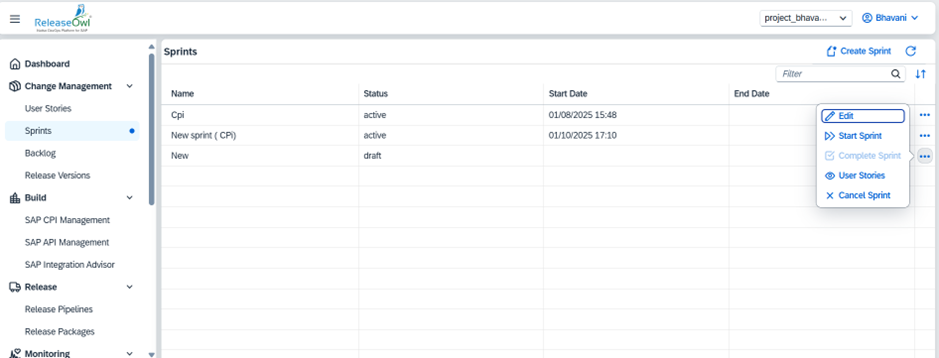 ReleaseOwl
Unified DevOps Platform for SAP
project_bhava...
Bhavani
Dashboard
Change Management
User Stories
Sprints
Backlog
Release Versions
Build
SAP CPI Management
SAP API Management
SAP Integration Advisor
Release
Release Pipelines
Release Packages
Monitoring
Sprints
Create Sprint
Filter
Name Status Start Date End Date
Cpi active 01/08/2025 15:48
New sprint ( CPi) active 01/10/2025 17:10
New draft
Edit
Start Sprint
Complete Sprint
User Stories
Cancel Sprint